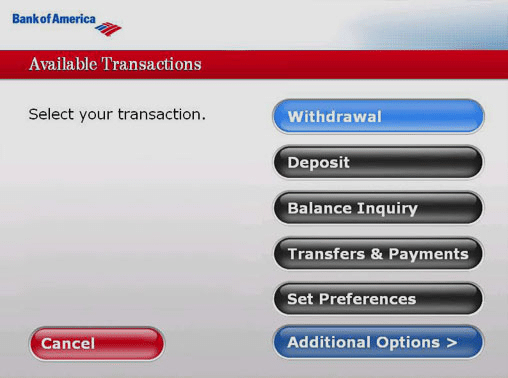 Bank of America
Available Transactions
Select your transaction.
Withdrawal
Deposit
Balance Inquiry
Transfers & Payments
Set Preferences
Cancel
Additional Options >